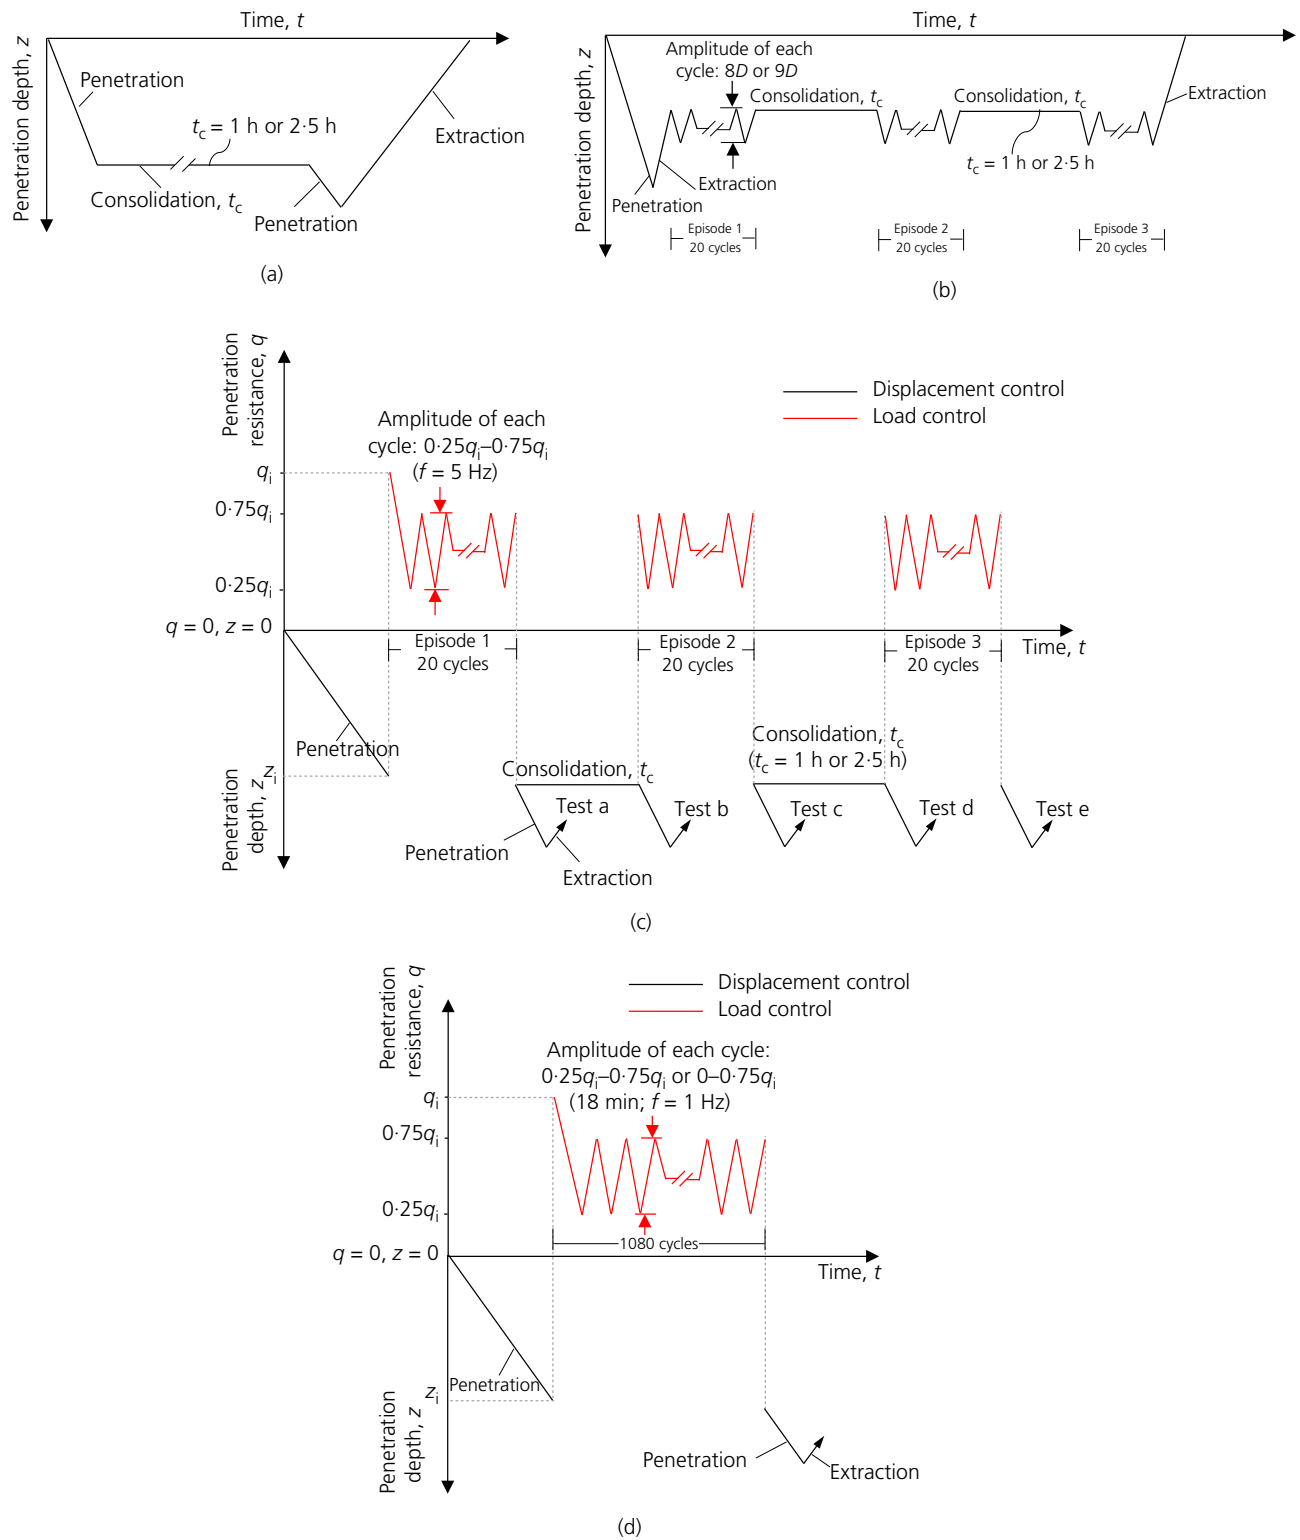 Time, t
Penetration depth, z
Penetration
t_c = 1 h or 2·5 h
Extraction
Consolidation, t_c
Penetration
(a)
Time, t
Penetration depth, z
Amplitude of each
cycle: 8D or 9D
Consolidation, t_c
Consolidation, t_c
Extraction
t_c = 1 h or 2·5 h
Extraction
Penetration
Episode 1
20 cycles
Episode 2
20 cycles
Episode 3
20 cycles
(b)
Penetration
resistance, q
Displacement control
Load control
Amplitude of each
cycle: 0·25q_i–0·75q_i
(f = 5 Hz)
q_i
0·75q_i
0·25q_i
q = 0, z = 0
Episode 1
20 cycles
Episode 2
20 cycles
Episode 3
20 cycles
Time, t
Penetration
z_i
Penetration
depth, z
Consolidation, t_c
Consolidation, t_c
(t_c = 1 h or 2·5 h)
Test a
Test b
Test c
Test d
Test e
Penetration
Extraction
(c)
Penetration
resistance, q
Displacement control
Load control
Amplitude of each cycle:
0·25q_i–0·75q_i or 0–0·75q_i
(18 min; f = 1 Hz)
q_i
0·75q_i
0·25q_i
1080 cycles
q = 0, z = 0
Time, t
Penetration
z_i
Penetration
depth, z
Penetration
Extraction
(d)